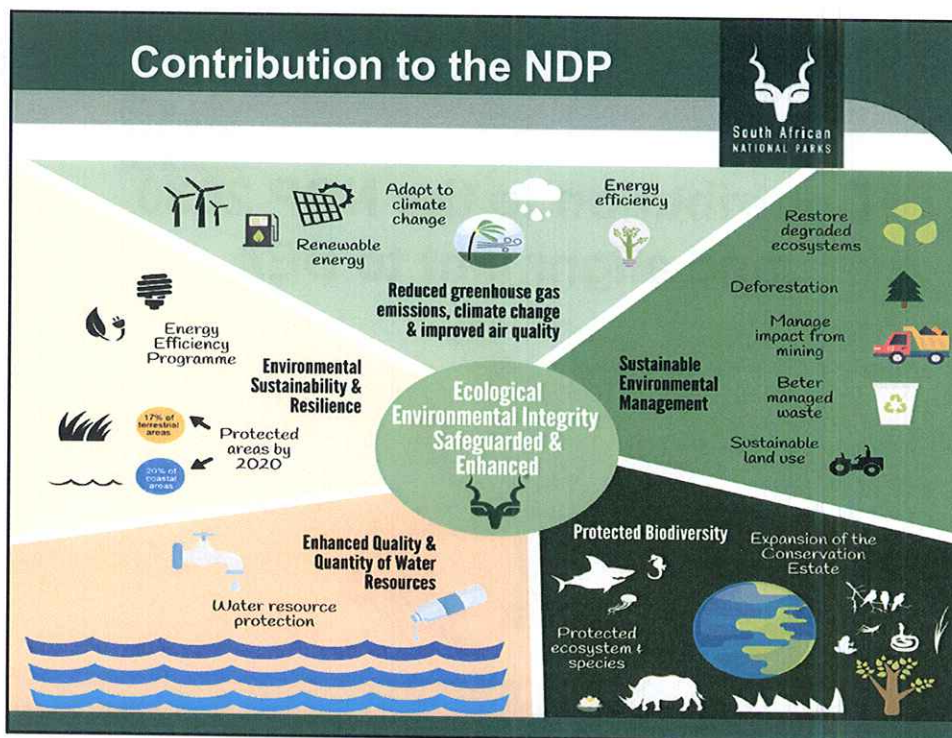 Contribution to the NDP
South African
NATIONAL PARKS
Renewable
energy
Adapt to
climate
change
Energy
efficiency
Reduced greenhouse gas
emissions, climate change
& improved air quality
Restore
degraded
ecosystems
Deforestation
Manage
impact from
mining
Beter
managed
waste
Sustainable
land use
Sustainable
Environmental
Management
Energy
Efficiency
Programme
Environmental
Sustainability &
Resilience
17% of
terrestrial
areas
Protected
areas by
2020
20% of
coastal
areas
Ecological
Environmental Integrity
Safeguarded &
Enhanced
Enhanced Quality &
Quantity of Water
Resources
Water resource
protection
Protected Biodiversity
Expansion of the
Conservation
Estate
Protected
ecosystem &
species